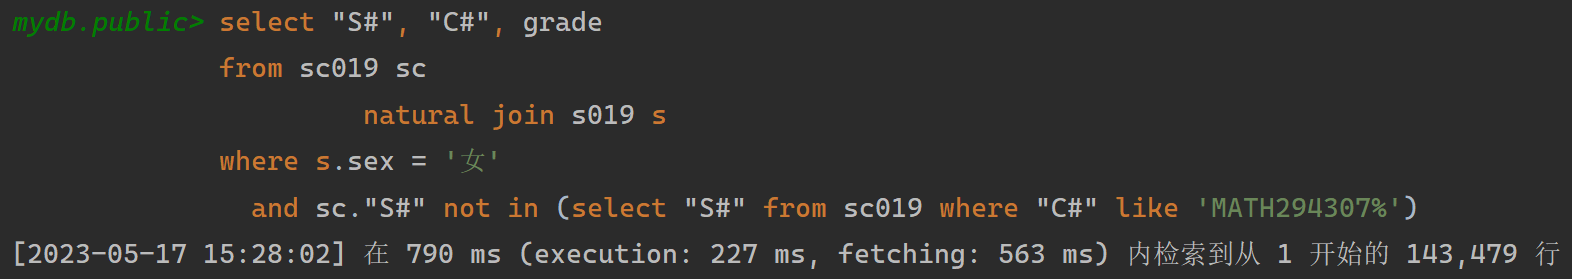 mydb.public> select "S#", "C#", grade
from sc019 sc
natural join s019 s
where s.sex = '女'
and sc."S#" not in (select "S#" from sc019 where "C#" like 'MATH294307%')
[2023-05-17 15:28:02] 在 790 ms (execution: 227 ms, fetching: 563 ms) 内检索到从 1 开始的 143,479 行